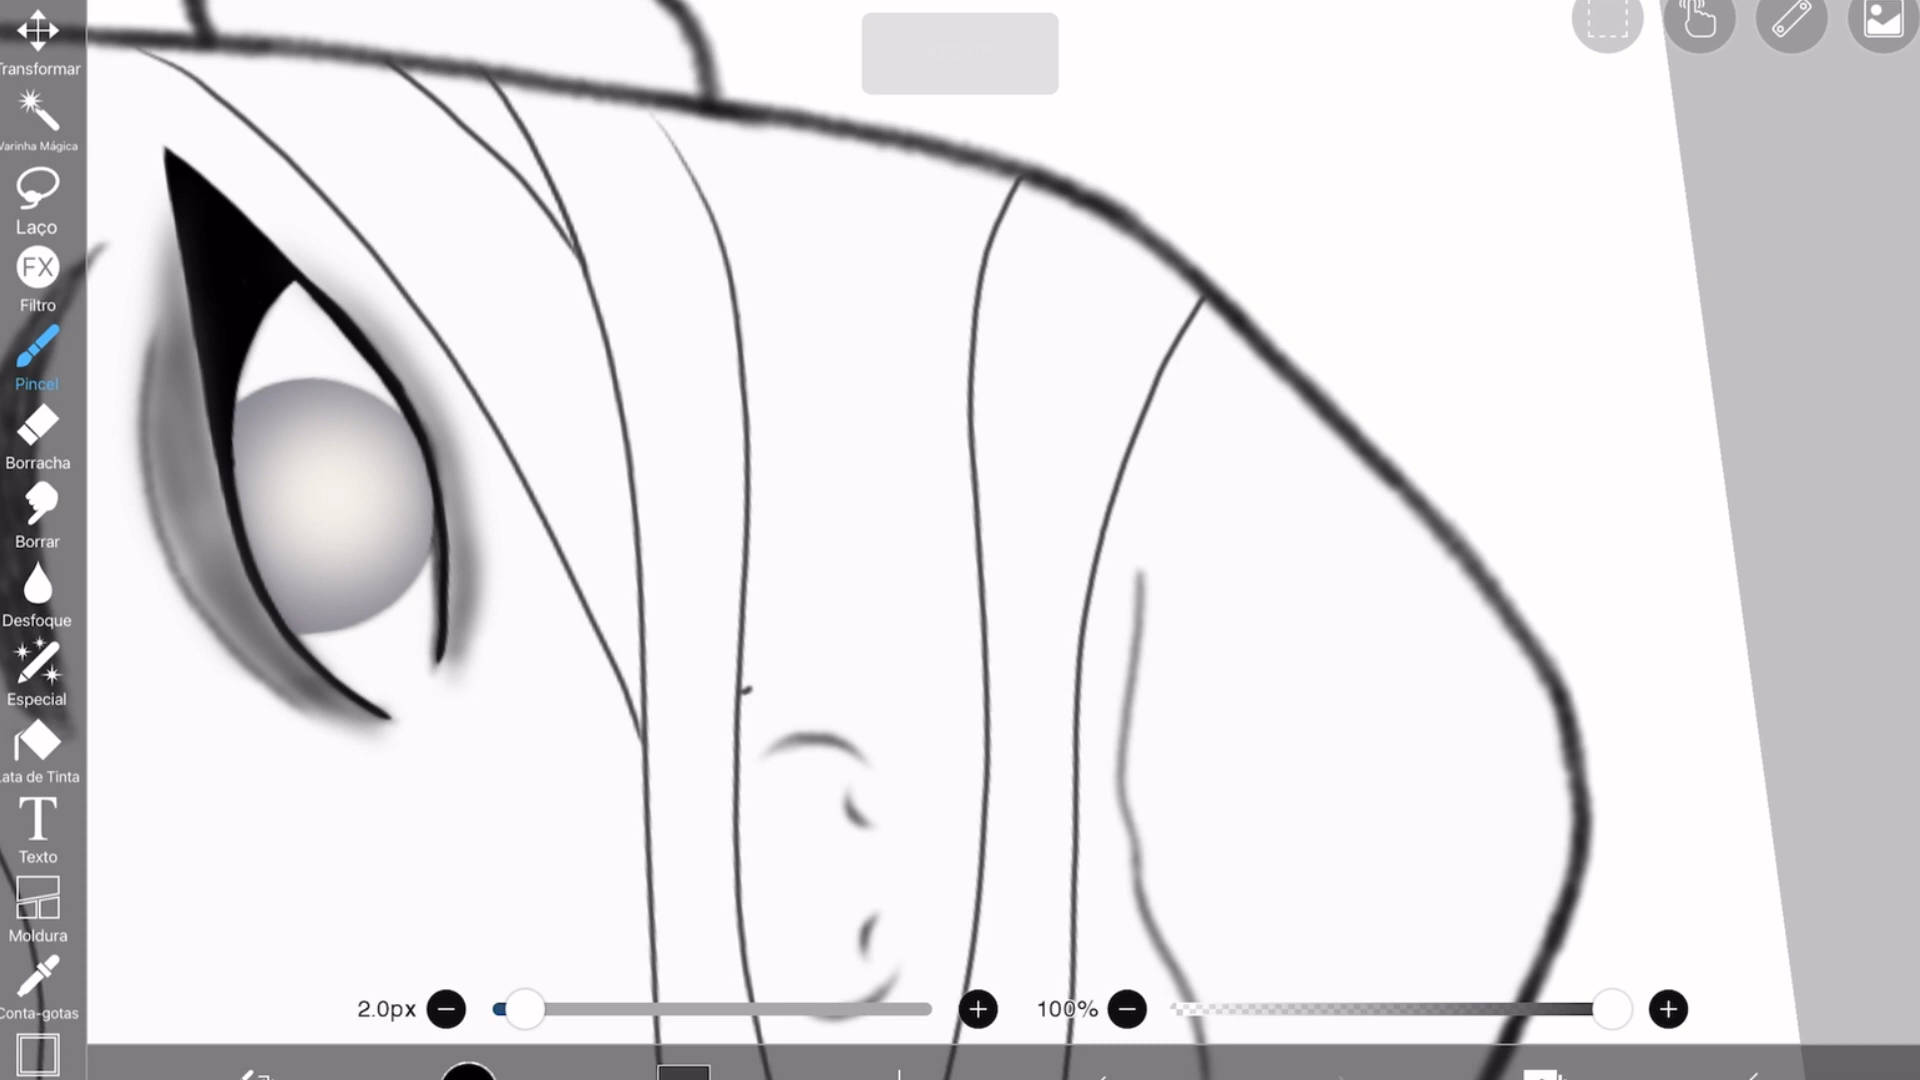 Transformar
Varinha Mágica
Laço
FX
Filtro
Pincel
Borracha
Borrar
Desfoque
Especial
Lata de Tinta
T
Texto
Moldura
Conta-gotas
2.0px
100%